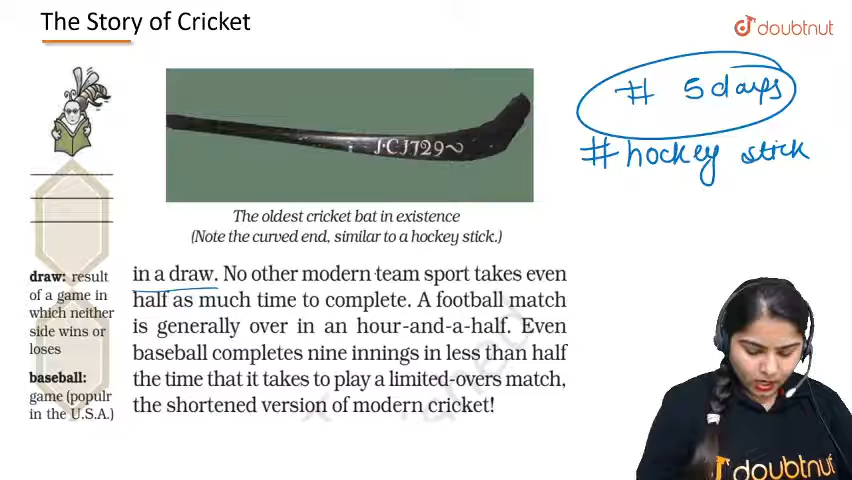 The Story of Cricket
doubtnut
# 5 days
# hockey stick
J.C 1729
The oldest cricket bat in existence
(Note the curved end, similar to a hockey stick.)
in a draw. No other modern team sport takes even
half as much time to complete. A football match
is generally over in an hour-and-a-half. Even
baseball completes nine innings in less than half
the time that it takes to play a limited-overs match,
the shortened version of modern cricket!
draw: result
of a game in
which neither
side wins or
loses
baseball:
game (populr
in the U.S.A.)
doubtnut